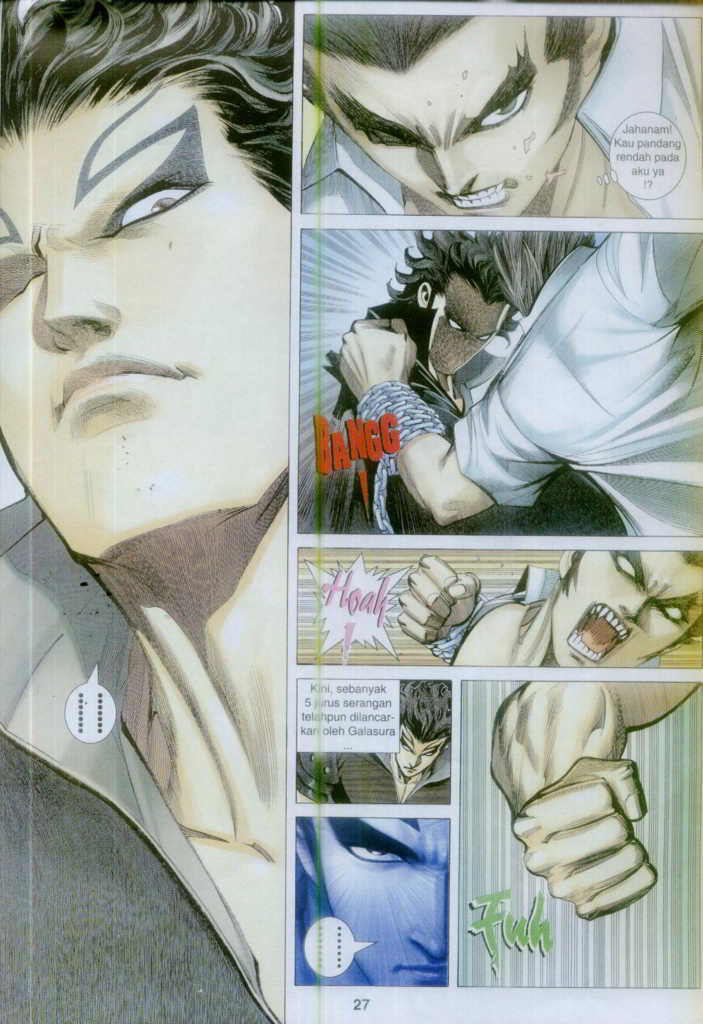 Jahanam!
Kau pandang
rendah pada
aku ya
!?
BANGG
!
Hoah
!
Kini, sebanyak
5 jurus serangan
telahpun dilancar-
kan oleh Galasura
...
!!
Fuh
27